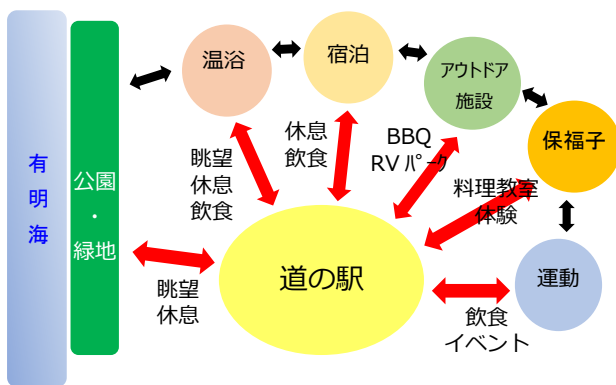 有明海
公園・緑地
温浴
宿泊
アウトドア
施設
保福子
運動
道の駅
眺望
休息
飲食
休息
飲食
BBQ
RVパーク
料理教室
体験
眺望
休息
飲食
イベント